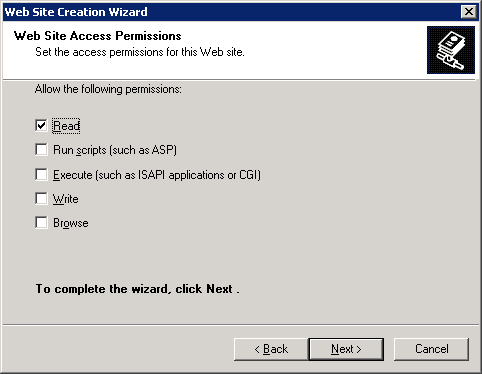 Web Site Creation Wizard
Web Site Access Permissions
Set the access permissions for this Web site.
Allow the following permissions:
Read
Run scripts (such as ASP)
Execute (such as ISAPI applications or CGI)
Write
Browse
To complete the wizard, click Next .
< Back
Next >
Cancel